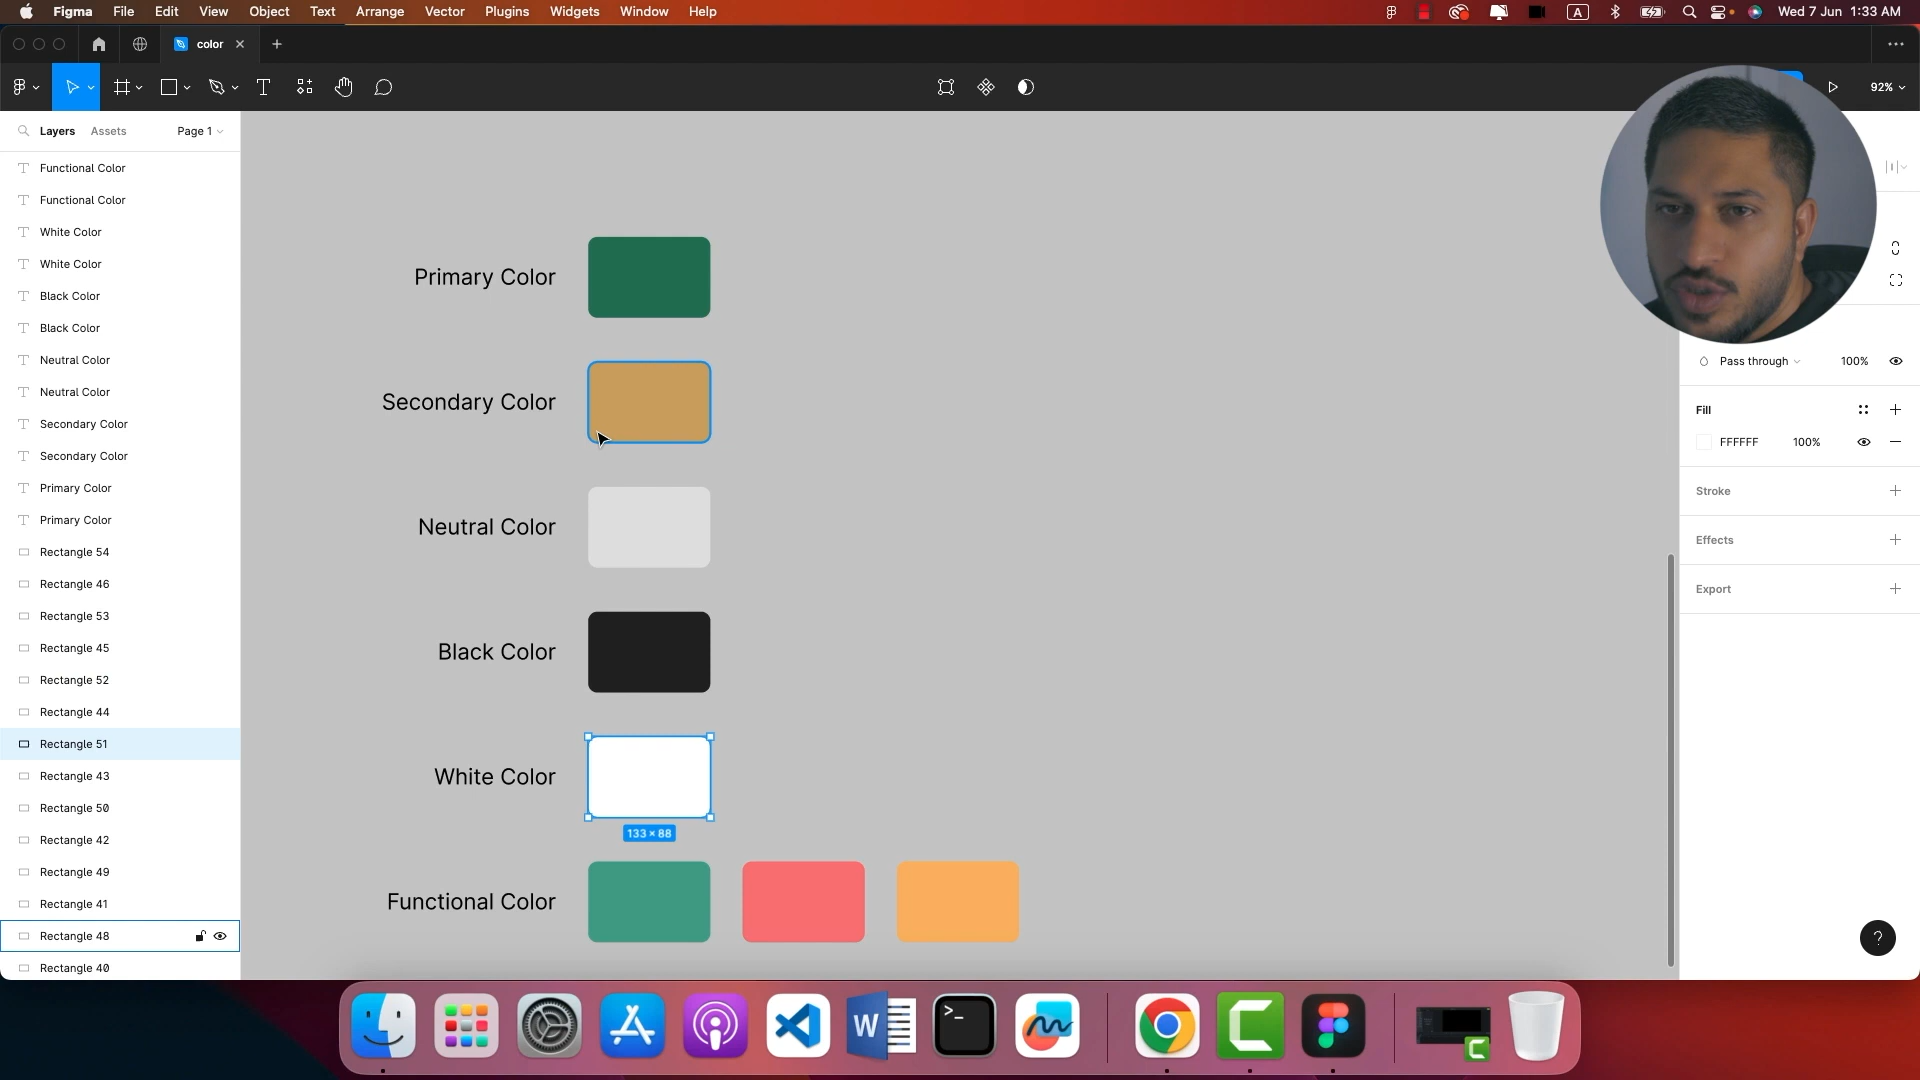 Figma File Edit View Object Text Arrange Vector Plugins Widgets Window Help A Wed 7 Jun 1:33 AM
color
92%
Layers Assets Page 1
Functional Color
Functional Color
White Color
White Color
Black Color
Black Color
Neutral Color
Neutral Color
Secondary Color
Secondary Color
Primary Color
Primary Color
Rectangle 54
Rectangle 46
Rectangle 53
Rectangle 45
Rectangle 52
Rectangle 44
Rectangle 51
Rectangle 43
Rectangle 50
Rectangle 42
Rectangle 49
Rectangle 41
Rectangle 48
Rectangle 40
Primary Color
Secondary Color
Neutral Color
Black Color
White Color
133 × 88
Functional Color
Pass through 100%
Fill
FFFFFF 100%
Stroke
Effects
Export
?
W
>_